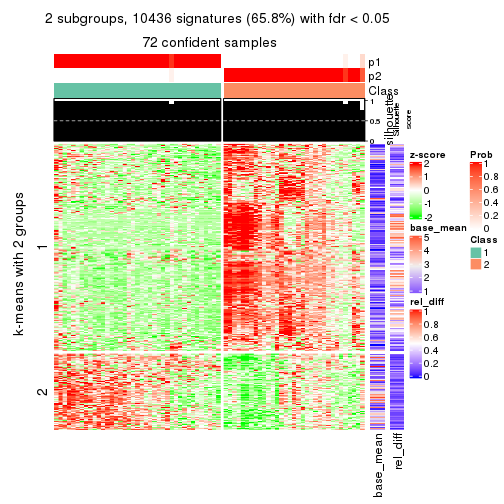 2 subgroups, 10436 signatures (65.8%) with fdr < 0.05
72 confident samples
p1
p2
Class
silhouette
Silhouette
score
1
0.5
0
k-means with 2 groups
1
2
base_mean
rel_diff
z-score
2
1
0
-1
-2
base_mean
5
4
3
2
1
rel_diff
1
0.8
0.6
0.4
0.2
0
Prob
1
0.8
0.6
0.4
0.2
0
Class
1
2